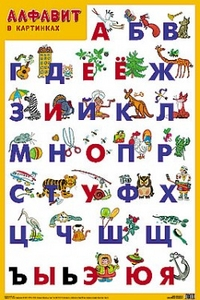 АЛФАВИТ
В КАРТИНКАХ
А Б В
Г Д Е Ё Ж
З И Й К Л
М Н О П Р
С Т У Ф Х
Ц Ч Ш Щ
Ъ Ы Ь Э Ю Я